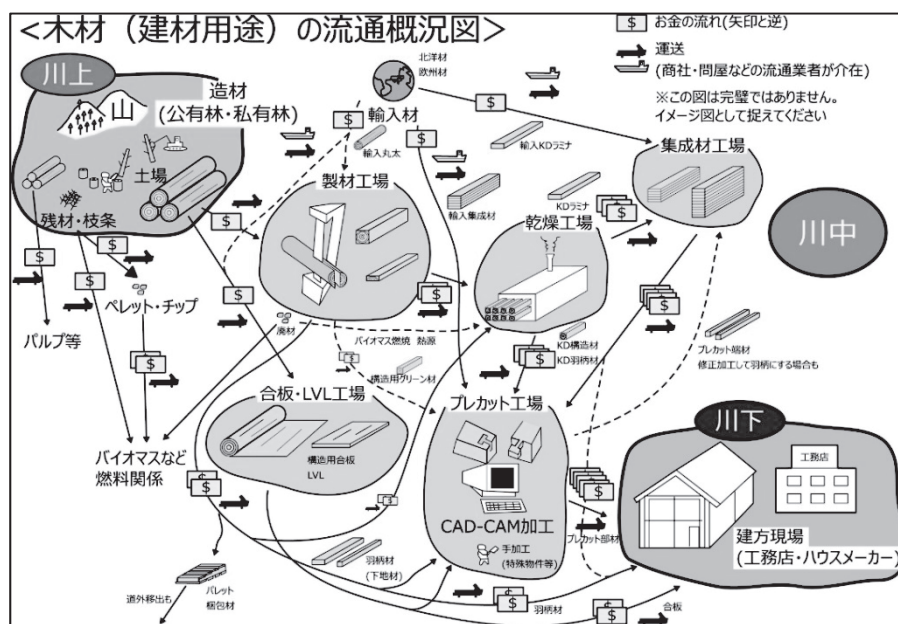 <木材（建材用途）の流通概況図>
$ お金の流れ(矢印と逆)
運送
(商社・問屋などの流通業者が介在)
※この図は完璧ではありません。
イメージ図として捉えてください
川上
山
造材
(公有林・私有林)
土場
残材・枝条
北洋材
欧州材
輸入材
輸入丸太
輸入KDラミナ
集成材工場
製材工場
輸入集成材
KDラミナ
乾燥工場
川中
ペレット・チップ
パルプ等
廃材
バイオマス燃焼 熱源
構造用グリーン材
KD構造材
KD羽柄材
プレカット端材
修正加工して羽柄にする場合も
合板・LVL工場
構造用合板
LVL
プレカット工場
CAD-CAM加工
手加工
(特殊物件等)
川下
工務店
建方現場
(工務店・ハウスメーカー)
プレカット部材
バイオマスなど
燃料関係
羽柄材
(下地材)
道外移出も
パレット
梱包材
羽柄材
合板